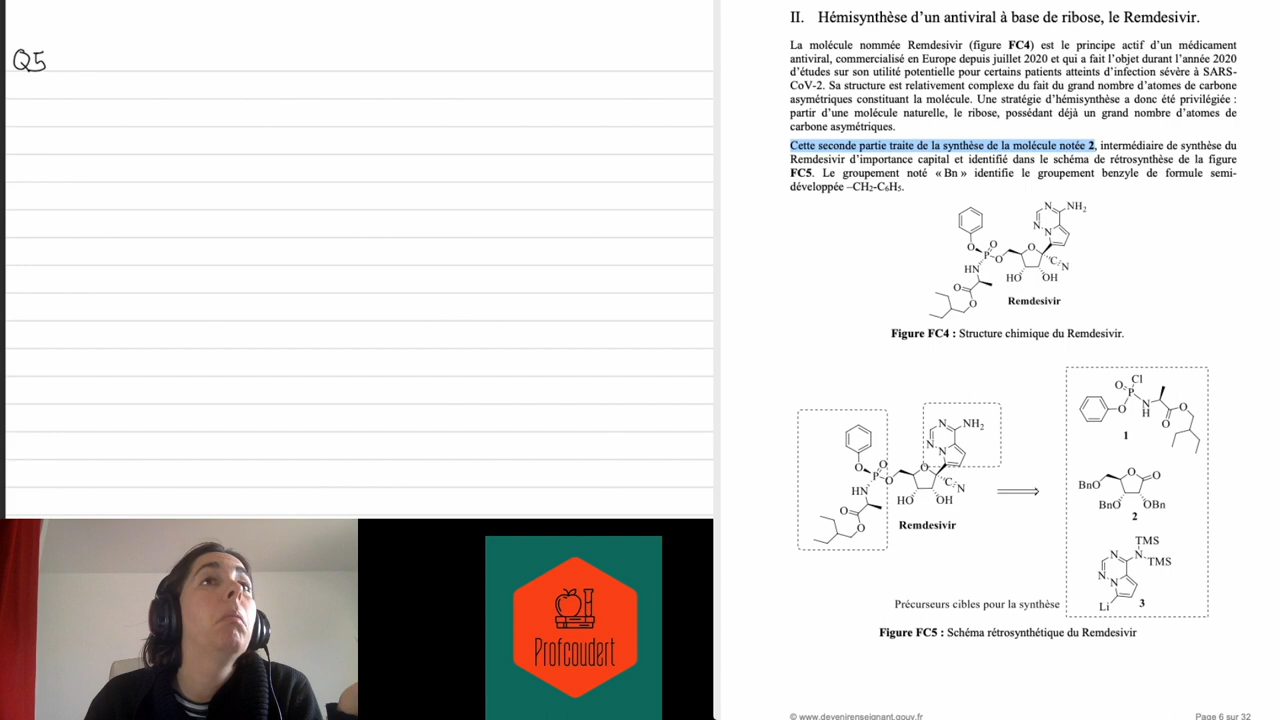 Q5
II. Hémisynthèse d'un antiviral à base de ribose, le Remdesivir.
La molécule nommée Remdesivir (figure FC4) est le principe actif d'un médicament
antiviral, commercialisé en Europe depuis juillet 2020 et qui a fait l'objet durant l'année 2020
d'études sur son utilité potentielle pour certains patients atteints d'infection sévère à SARS-
CoV-2. Sa structure est relativement complexe du fait du grand nombre d'atomes de carbone
asymétriques constituant la molécule. Une stratégie d'hémisynthèse a donc été privilégiée :
partir d'une molécule naturelle, le ribose, possédant déjà un grand nombre d'atomes de
carbone asymétriques.
Cette seconde partie traite de la synthèse de la molécule notée 2, intermédiaire de synthèse du
Remdesivir d'importance capital et identifié dans le schéma de rétrosynthèse de la figure
FC5. Le groupement noté « Bn » identifie le groupement benzyle de formule semi-
développée –CH2-C6H5.
N NH2
N
N
O O
P O O
HN C N
HO OH
O
O
Remdesivir
Figure FC4 : Structure chimique du Remdesivir.
Cl
O P
O N H O
O
1
N NH2
N
N
O O
P O O
HN C N
HO OH
O
O
Remdesivir
BnO O O
BnO OBn
2
TMS
N N TMS
N
N
Li 3
Précurseurs cibles pour la synthèse
Figure FC5 : Schéma rétrosynthétique du Remdesivir
Profcoudert
© www.devenirenseignant.gouv.fr
Page 6 sur 32